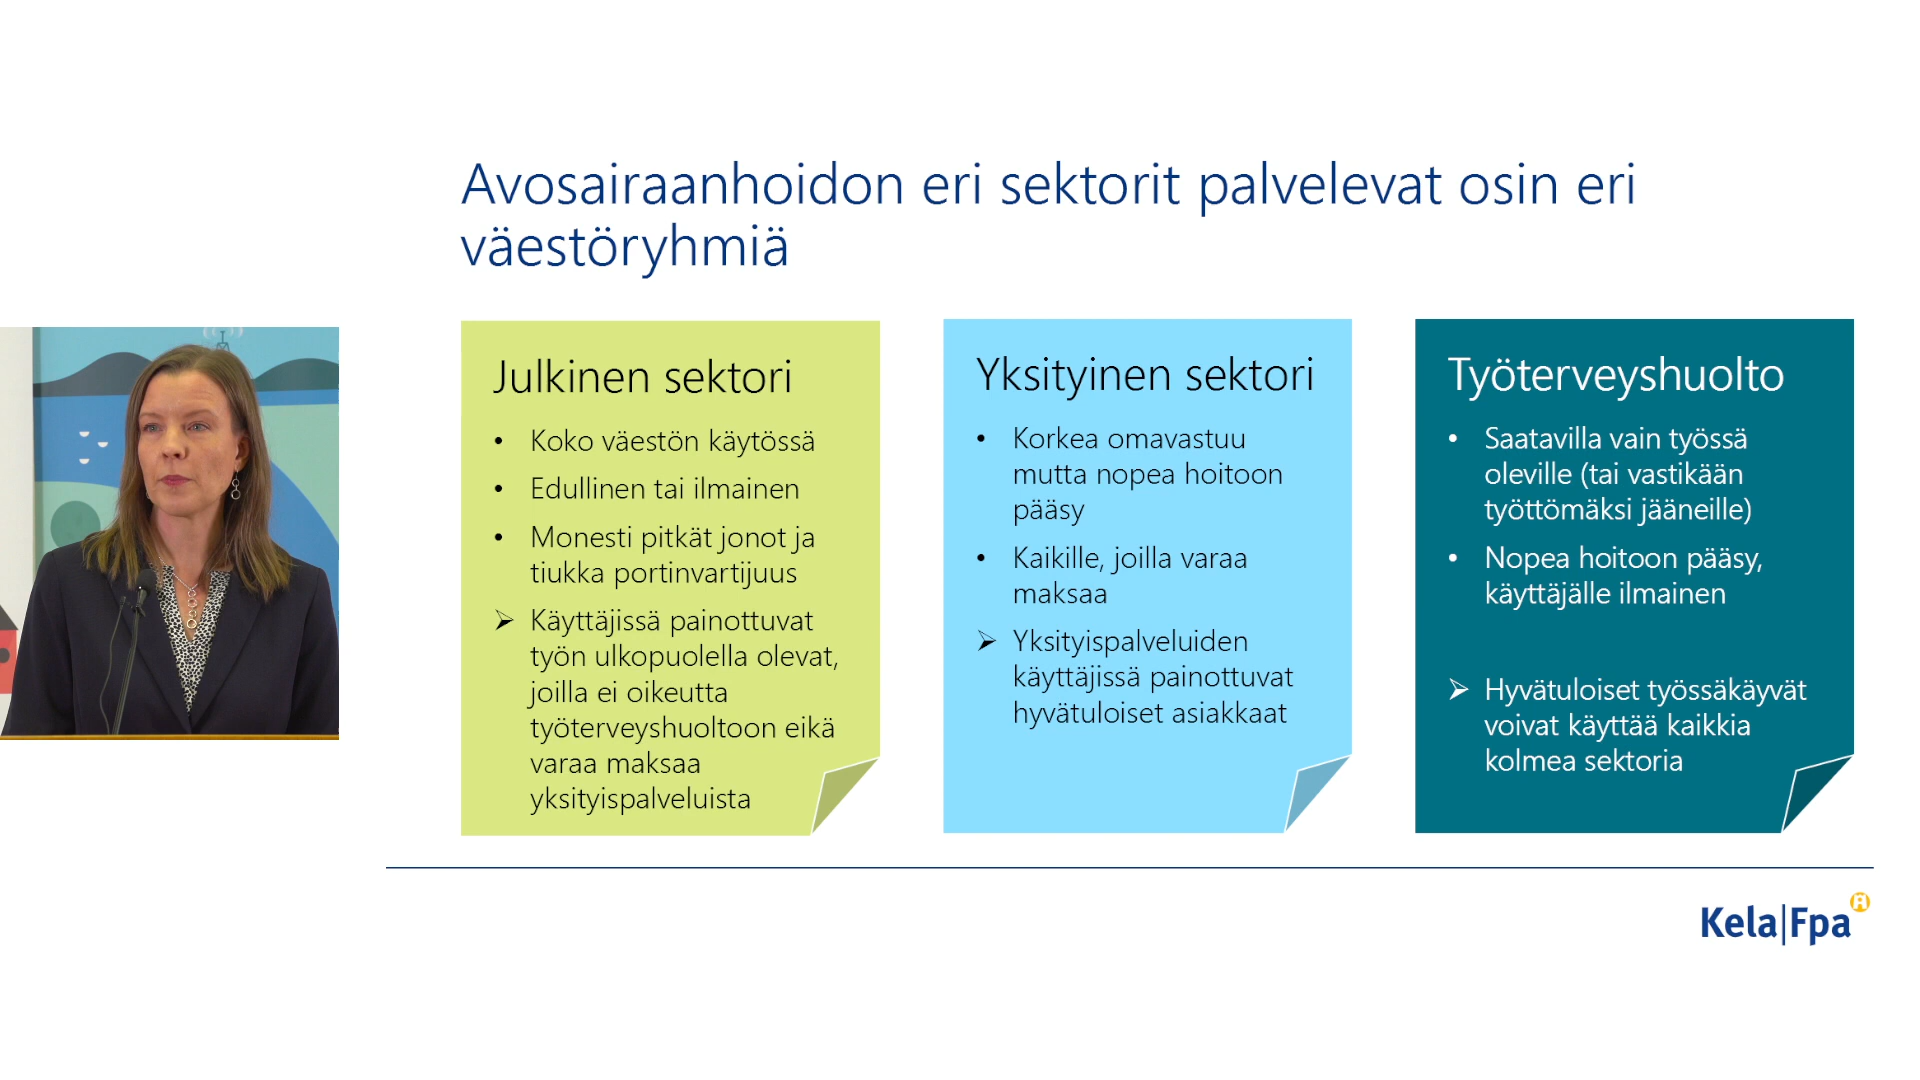 Avosairaanhoidon eri sektorit palvelevat osin eri
väestöryhmiä
Julkinen sektori
• Koko väestön käytössä
• Edullinen tai ilmainen
• Monesti pitkät jonot ja
tiukka portinvartijuus
➢ Käyttäjissä painottuvat
työn ulkopuolella olevat,
joilla ei oikeutta
työterveyshuoltoon eikä
varaa maksaa
yksityispalveluista
Yksityinen sektori
• Korkea omavastuu
mutta nopea hoitoon
pääsy
• Kaikille, joilla varaa
maksaa
➢ Yksityispalveluiden
käyttäjissä painottuvat
hyvätuloiset asiakkaat
Työterveyshuolto
• Saatavilla vain työssä
oleville (tai vastikään
työttömäksi jääneille)
• Nopea hoitoon pääsy,
käyttäjälle ilmainen
➢ Hyvätuloiset työssäkäyvät
voivat käyttää kaikkia
kolmea sektoria
Kela|Fpa